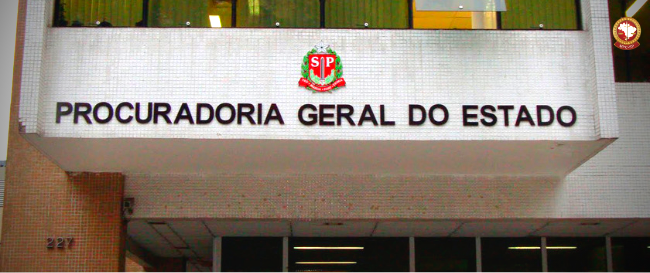 SP
PROCURADORIA GERAL DO ESTADO
227